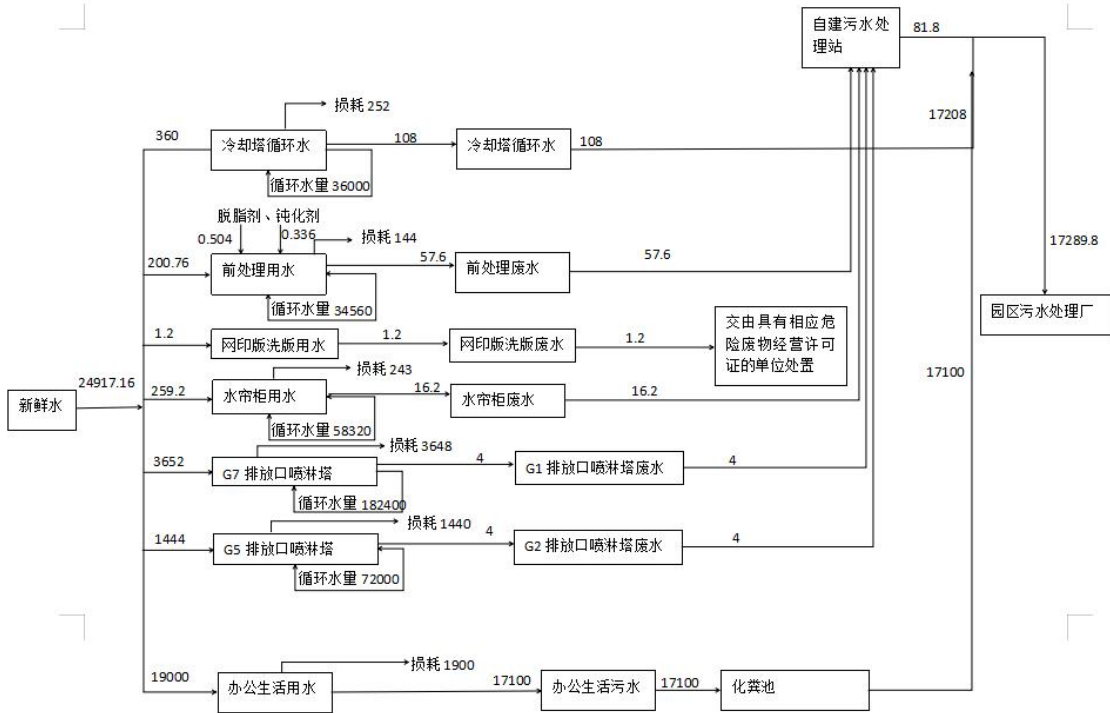 自建污水处
理站
81.8
损耗 252
360
冷却塔循环水
108
冷却塔循环水
108
17208
循环水量 36000
脱脂剂、钝化剂
0.504
0.336
损耗 144
200.76
前处理用水
57.6
前处理废水
57.6
17289.8
循环水量 34560
园区污水处理厂
1.2
网印版洗版用水
1.2
网印版洗版废水
1.2
交由具有相应危
险废物经营许可
证的单位处置
17100
新鲜水
24917.16
损耗 243
259.2
水帘柜用水
16.2
水帘柜废水
16.2
循环水量 58320
损耗 3648
3652
G7 排放口喷淋塔
4
G1 排放口喷淋塔废水
4
循环水量 182400
损耗 1440
1444
G5 排放口喷淋塔
4
G2 排放口喷淋塔废水
4
循环水量 72000
损耗 1900
19000
办公生活用水
17100
办公生活污水
17100
化粪池